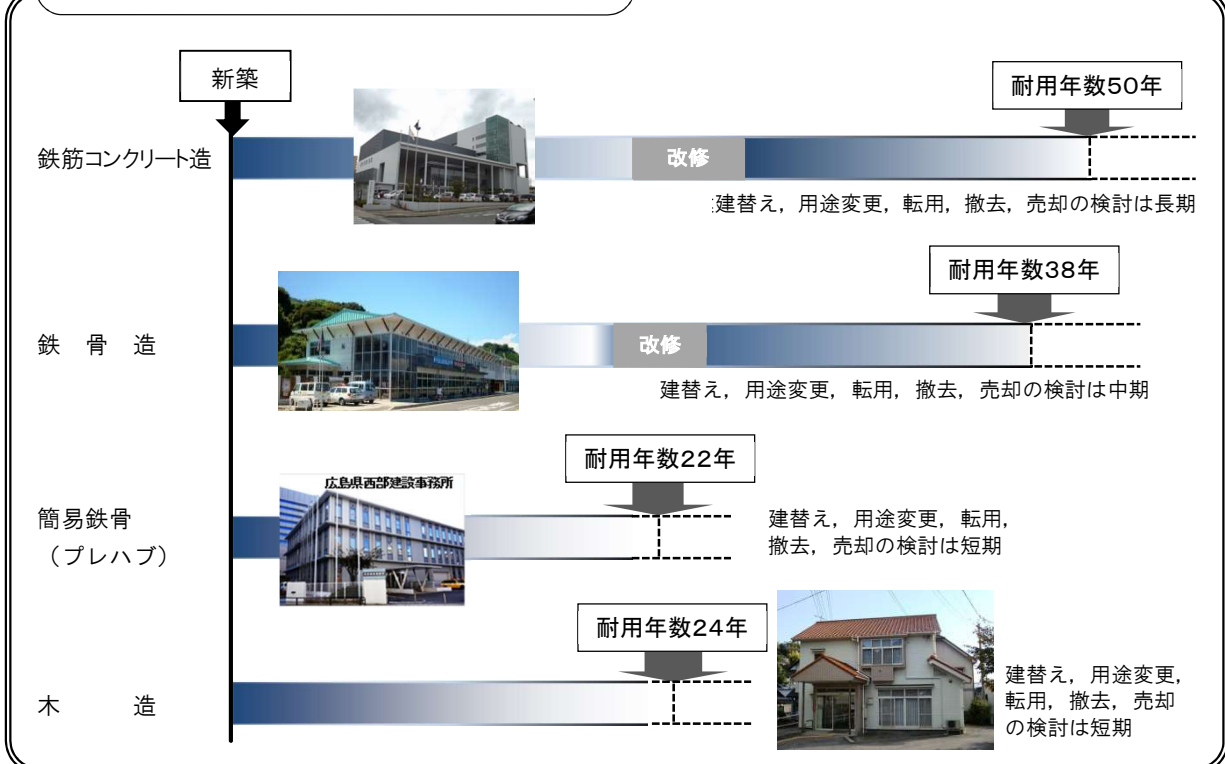 新築
耐用年数50年
鉄筋コンクリート造
改修
建替え，用途変更，転用，撤去，売却の検討は長期
耐用年数38年
鉄骨造
改修
建替え，用途変更，転用，撤去，売却の検討は中期
耐用年数22年
広島県西部建設事務所
簡易鉄骨
（プレハブ）
建替え，用途変更，転用，
撤去，売却の検討は短期
耐用年数24年
木造
建替え，用途変更，
転用，撤去，売却
の検討は短期